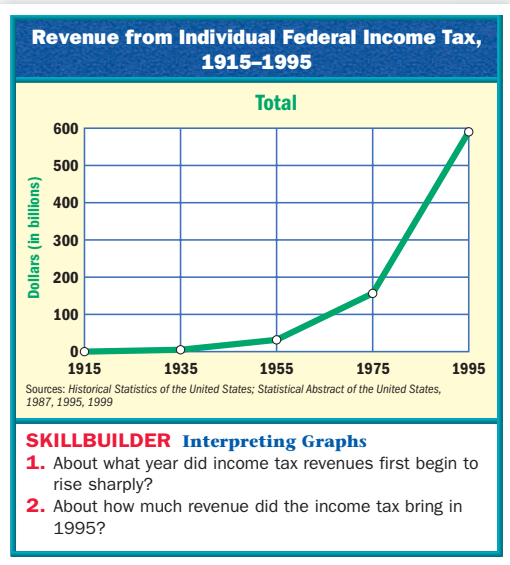 Revenue from Individual Federal Income Tax,
1915–1995
Total
Dollars (in billions)
600
500
400
300
200
100
0
1915 1935 1955 1975 1995
Sources: Historical Statistics of the United States; Statistical Abstract of the United States,
1987, 1995, 1999
SKILLBUILDER Interpreting Graphs
1. About what year did income tax revenues first begin to
rise sharply?
2. About how much revenue did the income tax bring in
1995?